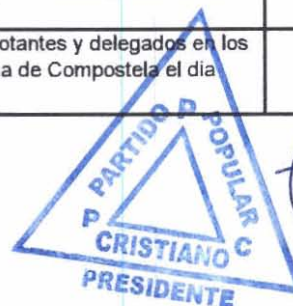 otantes y delegados en los
a de Compostela el dia
PARTIDO P POPULAR
P CRISTIANO C
PRESIDENTE